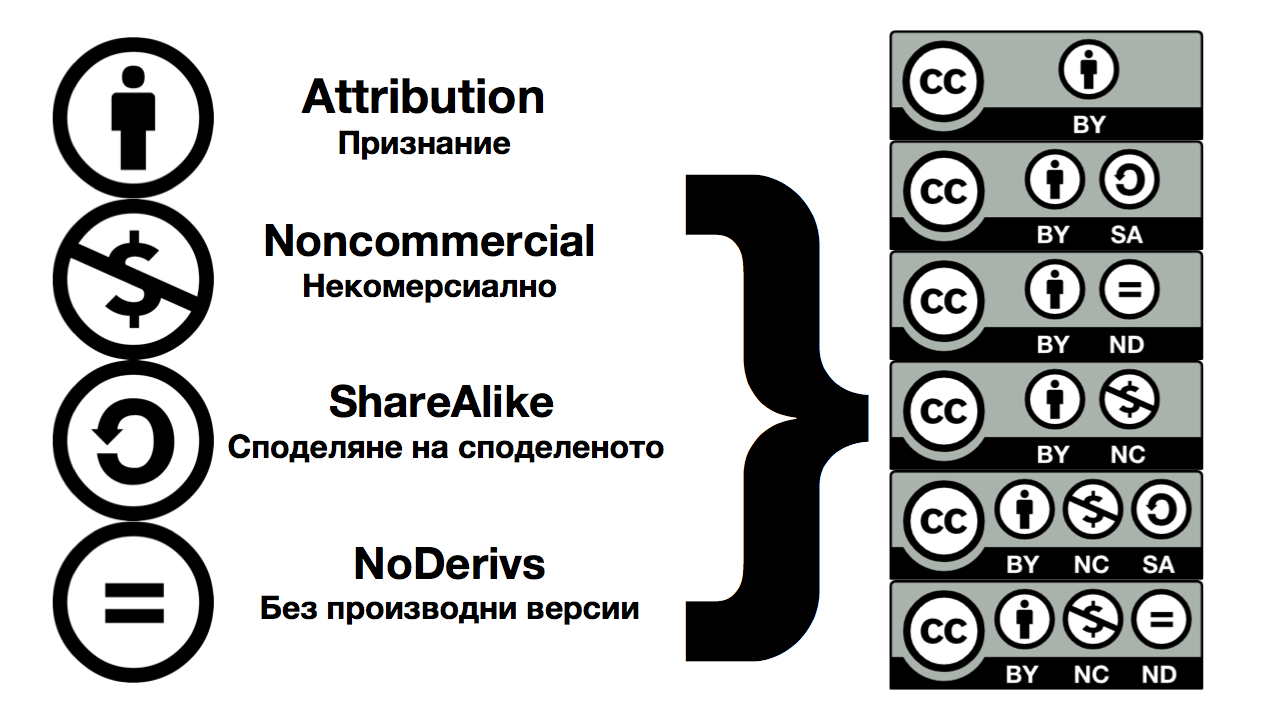 Attribution
Признание
Noncommercial
Некомерсиално
ShareAlike
Споделяне на споделеното
NoDerivs
Без производни версии
CC
BY
CC
BY SA
CC
BY ND
CC
BY NC
CC
BY NC SA
CC
BY NC ND